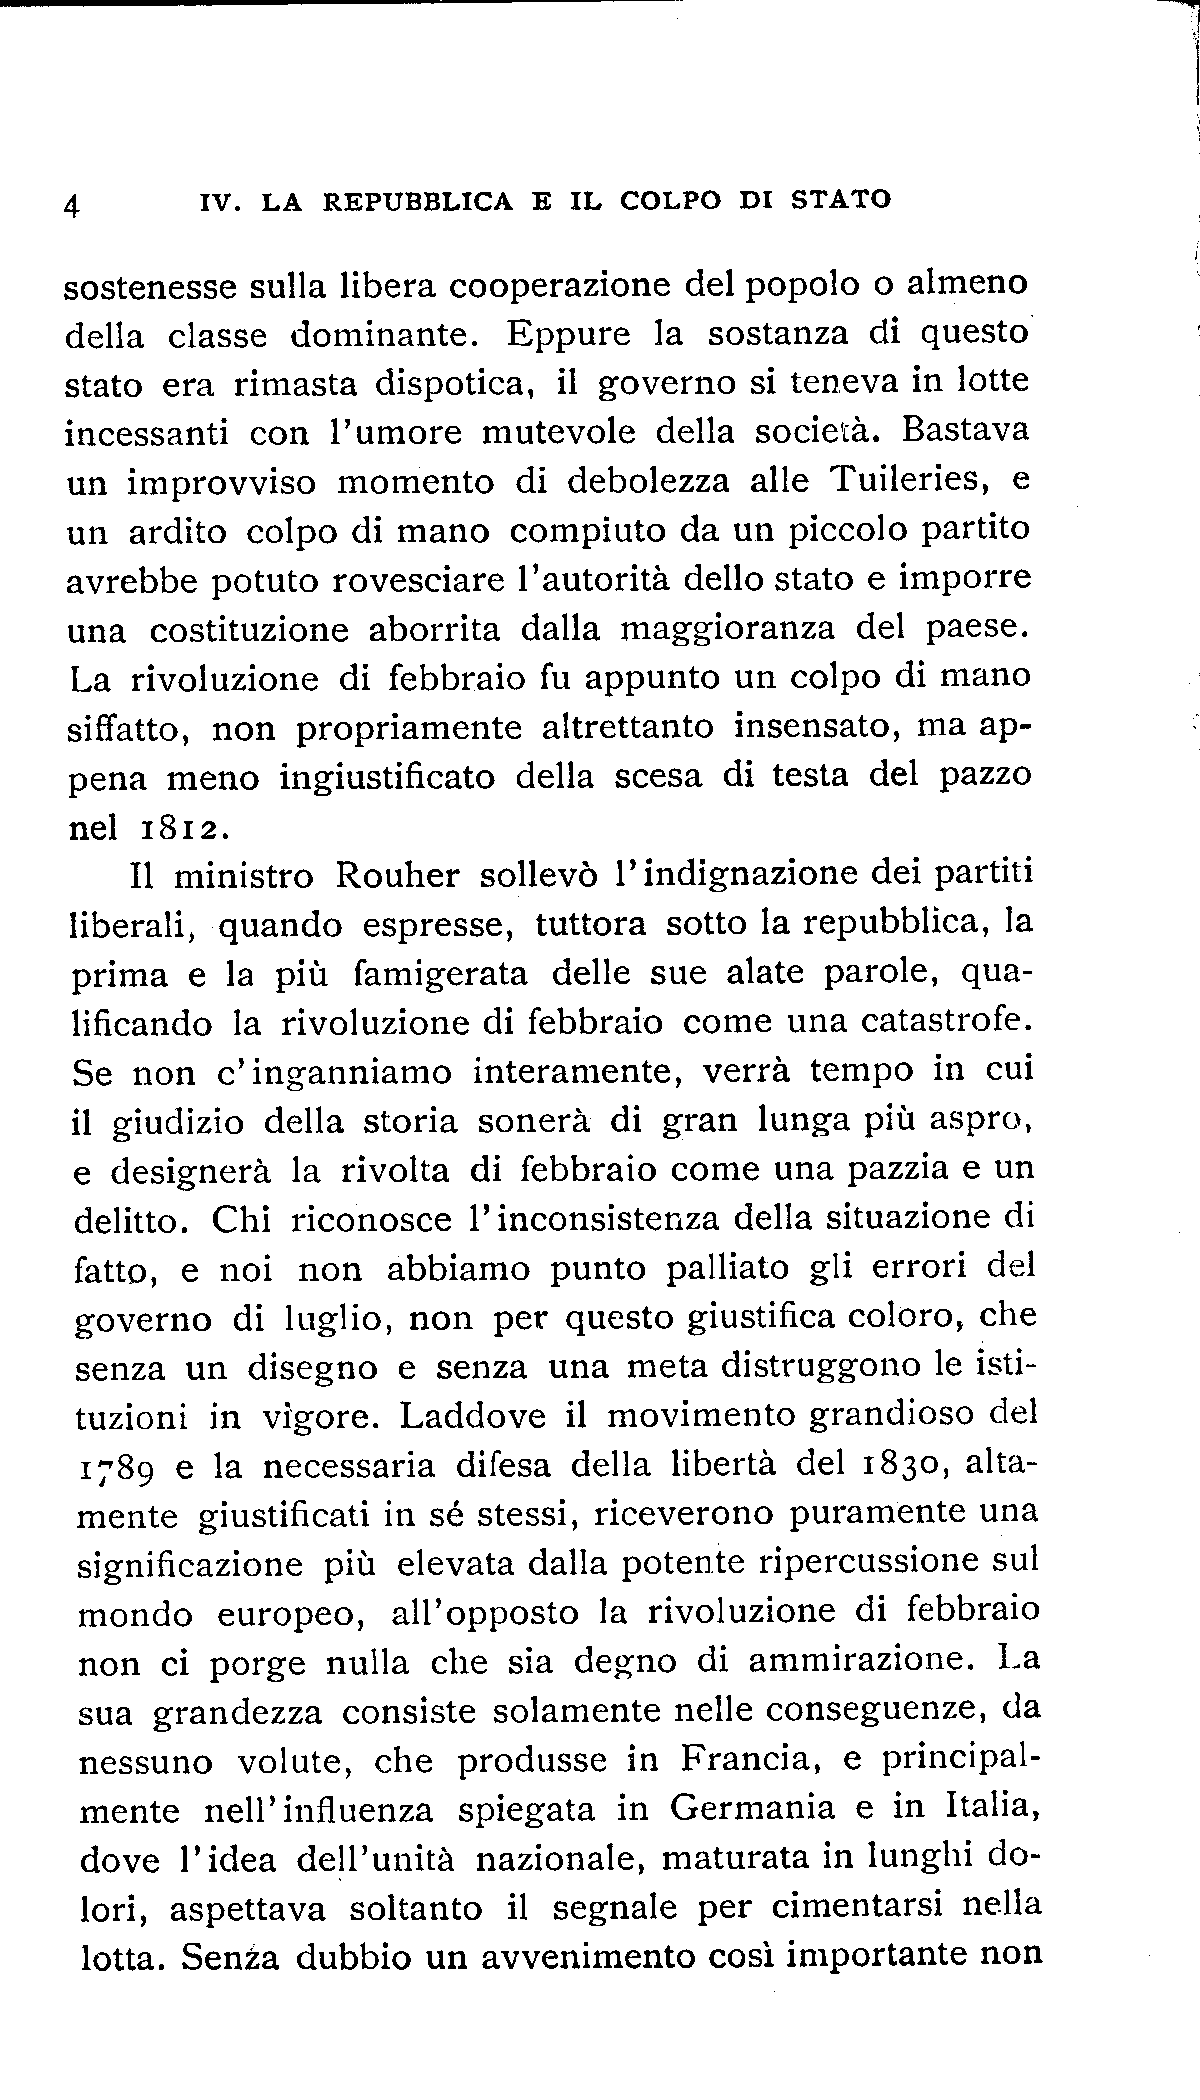 4 IV. LA REPUBBLICA E IL COLPO DI STATO
sostenesse sulla libera cooperazione del popolo o almeno
della classe dominante. Eppure la sostanza di questo
stato era rimasta dispotica, il governo si teneva in lotte
incessanti con l'umore mutevole della società. Bastava
un improvviso momento di debolezza alle Tuileries, e
un ardito colpo di mano compiuto da un piccolo partito
avrebbe potuto rovesciare l'autorità dello stato e imporre
una costituzione aborrita dalla maggioranza del paese.
La rivoluzione di febbraio fu appunto un colpo di mano
siffatto, non propriamente altrettanto insensato, ma ap-
pena meno ingiustificato della scesa di testa del pazzo
nel 1812.
Il ministro Rouher sollevò l'indignazione dei partiti
liberali, quando espresse, tuttora sotto la repubblica, la
prima e la più famigerata delle sue alate parole, qua-
lificando la rivoluzione di febbraio come una catastrofe.
Se non c'inganniamo interamente, verrà tempo in cui
il giudizio della storia sonerà di gran lunga più aspro,
e designerà la rivolta di febbraio come una pazzia e un
delitto. Chi riconosce l'inconsistenza della situazione di
fatto, e noi non abbiamo punto palliato gli errori del
governo di luglio, non per questo giustifica coloro, che
senza un disegno e senza una meta distruggono le isti-
tuzioni in vigore. Laddove il movimento grandioso del
1789 e la necessaria difesa della libertà del 1830, alta-
mente giustificati in sé stessi, riceverono puramente una
significazione più elevata dalla potente ripercussione sul
mondo europeo, all'opposto la rivoluzione di febbraio
non ci porge nulla che sia degno di ammirazione. La
sua grandezza consiste solamente nelle conseguenze, da
nessuno volute, che produsse in Francia, e principal-
mente nell'influenza spiegata in Germania e in Italia,
dove l'idea dell'unità nazionale, maturata in lunghi do-
lori, aspettava soltanto il segnale per cimentarsi nella
lotta. Senza dubbio un avvenimento così importante non